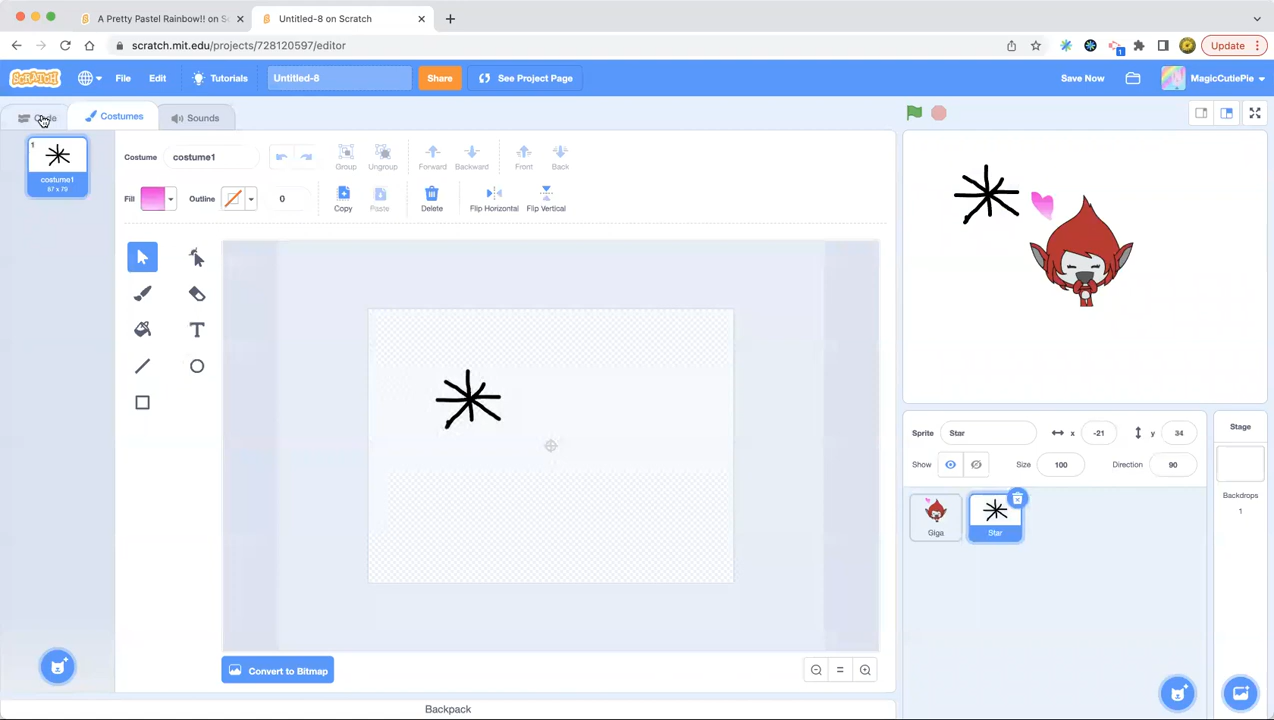 A Pretty Pastel Rainbow!! on Sc
Untitled-8 on Scratch
scratch.mit.edu/projects/728120597/editor
1
Update
SCRATCH
File
Edit
Tutorials
Untitled-8
Share
See Project Page
Save Now
MagicCutiePie
Code
Costumes
Sounds
1
costume1
87 x 79
Costume
costume1
Group
Ungroup
Forward
Backward
Front
Back
Fill
Outline
0
Copy
Paste
Delete
Flip Horizontal
Flip Vertical
T
Convert to Bitmap
Backpack
Sprite
Star
x
-21
y
34
Show
Size
100
Direction
90
Giga
Star
Stage
Backdrops
1